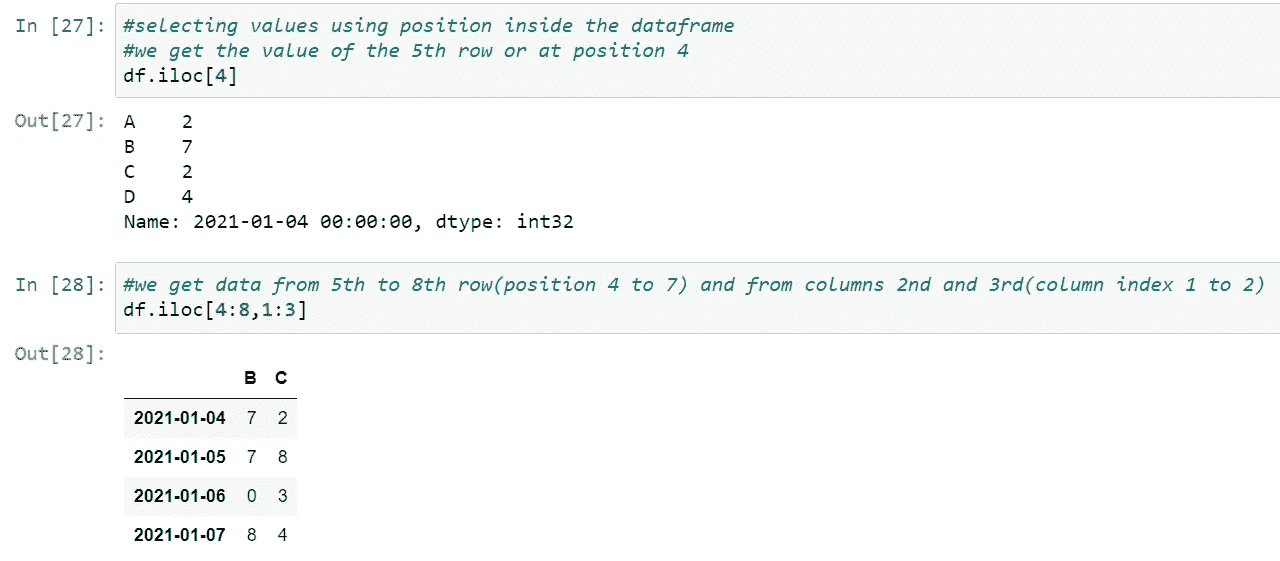 In [27]: #selecting values using position inside the dataframe
#we get the value of the 5th row or at position 4
df.iloc[4]
Out[27]: A 2
B 7
C 2
D 4
Name: 2021-01-04 00:00:00, dtype: int32
In [28]: #we get data from 5th to 8th row(position 4 to 7) and from columns 2nd and 3rd(column index 1 to 2)
df.iloc[4:8,1:3]
Out[28]:
B C
2021-01-04 7 2
2021-01-05 7 8
2021-01-06 0 3
2021-01-07 8 4